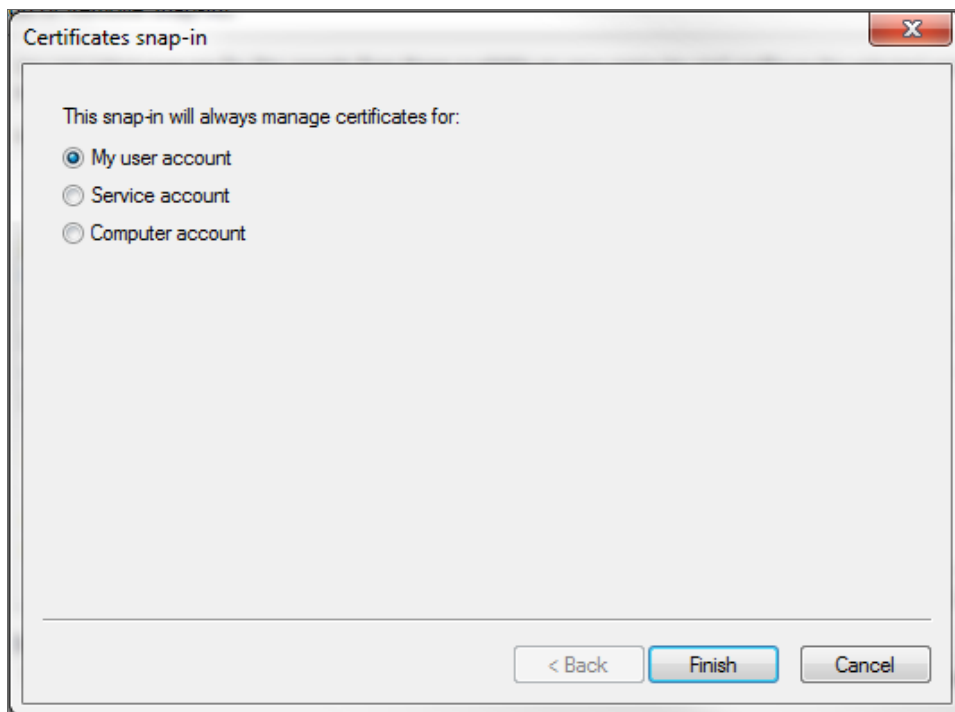 Certificates snap-in
This snap-in will always manage certificates for:
My user account
Service account
Computer account
< Back
Finish
Cancel